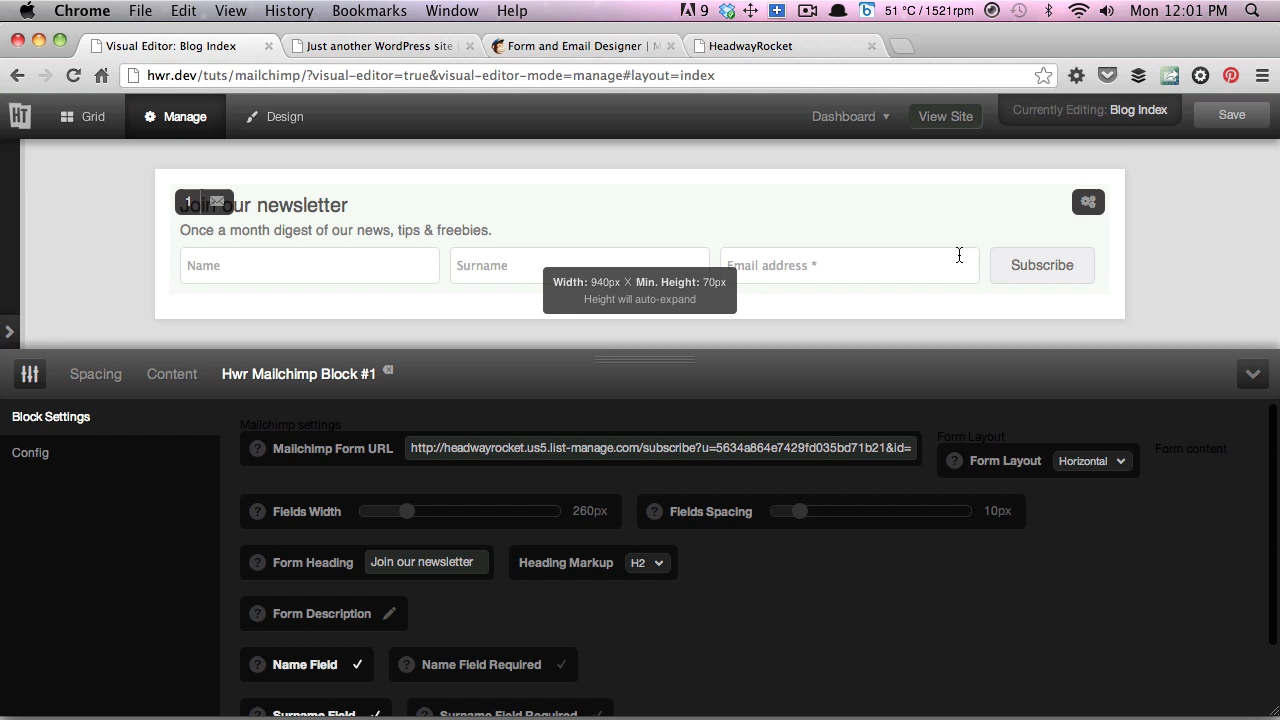 Chrome File Edit View History Bookmarks Window Help
9 51 °C / 1521rpm Mon 12:01 PM
Visual Editor: Blog Index Just another WordPress site Form and Email Designer | M HeadwayRocket
hwr.dev/tuts/mailchimp/?visual-editor=true&visual-editor-mode=manage#layout=index
HT Grid Manage Design Dashboard View Site Currently Editing: Blog Index Save
1
Join our newsletter
Once a month digest of our news, tips & freebies.
Name Surname Email address * Subscribe
Width: 940px X Min. Height: 70px
Height will auto-expand
Spacing Content Hwr Mailchimp Block #1
Block Settings
Config
Mailchimp settings
Mailchimp Form URL http://headwayrocket.us5.list-manage.com/subscribe?u=5634a864e7429fd035bd71b21&id=
Form Layout
Form Layout Horizontal
Form content
Fields Width 260px Fields Spacing 10px
Form Heading Join our newsletter Heading Markup H2
Form Description
Name Field Name Field Required
Surname Field Surname Field Required